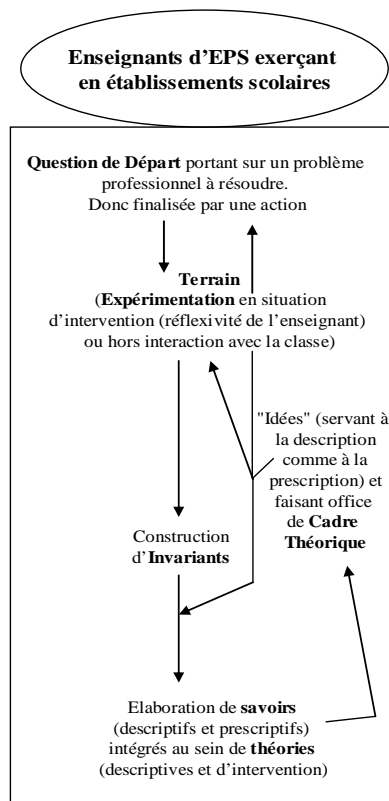 Enseignants d'EPS exerçant
en établissements scolaires
Question de Départ portant sur un problème
professionnel à résoudre.
Donc finalisée par une action
Terrain
(Expérimentation en situation
d'intervention (réflexivité de l'enseignant)
ou hors interaction avec la classe)
"Idées" (servant à
la description
comme à la
prescription) et
faisant office
de Cadre
Théorique
Construction
d'Invariants
Elaboration de savoirs
(descriptifs et prescriptifs)
intégrés au sein de théories
(descriptives et d'intervention)